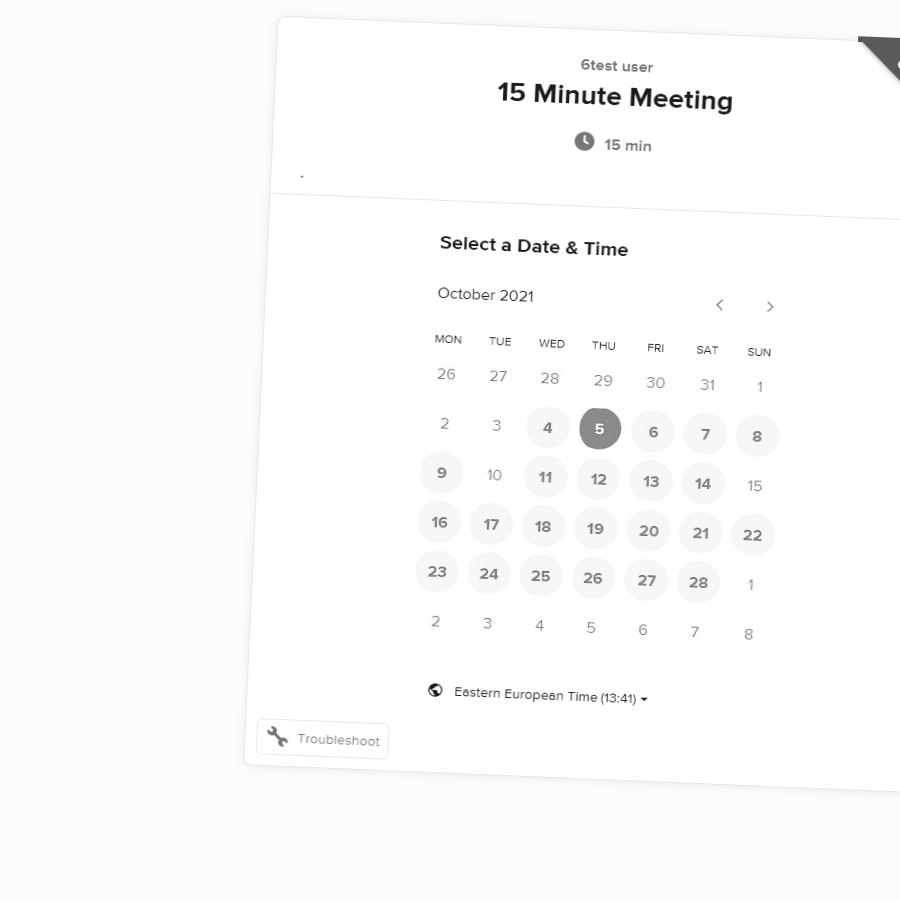 6test user
15 Minute Meeting
15 min
Select a Date & Time
October 2021
MON TUE WED THU FRI SAT SUN
26 27 28 29 30 31 1
2 3 4 5 6 7 8
9 10 11 12 13 14 15
16 17 18 19 20 21 22
23 24 25 26 27 28 1
2 3 4 5 6 7 8
Eastern European Time (13:41)
Troubleshoot